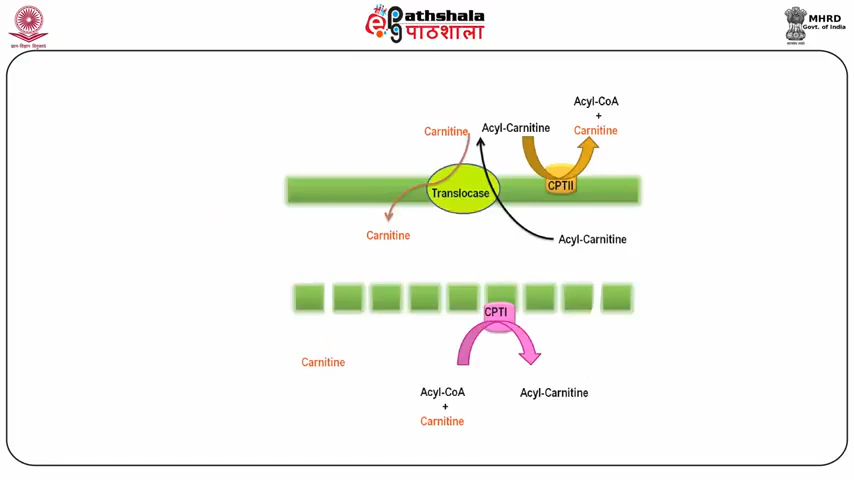 Pathshala
पाठशाला
MHRD
Govt. of India
Acyl-CoA
+
Carnitine
Carnitine
Acyl-Carnitine
CPTII
Translocase
Carnitine
Acyl-Carnitine
CPTI
Carnitine
Acyl-CoA
+
Carnitine
Acyl-Carnitine